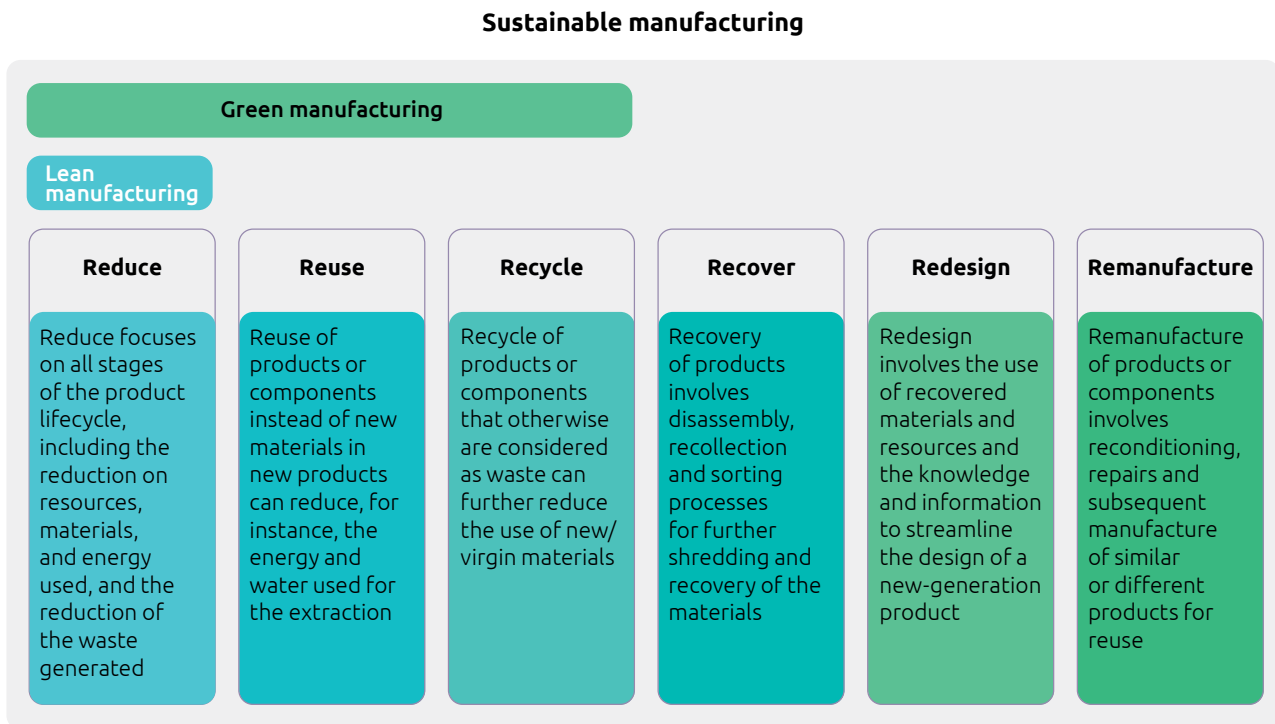 Sustainable manufacturing
Green manufacturing
Lean
manufacturing
Reduce
Reduce focuses
on all stages
of the product
lifecycle,
including the
reduction on
resources,
materials,
and energy
used, and the
reduction of
the waste
generated
Reuse
Reuse of
products or
components
instead of new
materials in
new products
can reduce, for
instance, the
energy and
water used for
the extraction
Recycle
Recycle of
products or
components
that otherwise
are considered
as waste can
further reduce
the use of new/
virgin materials
Recover
Recovery
of products
involves
disassembly,
recollection
and sorting
processes
for further
shredding and
recovery of the
materials
Redesign
Redesign
involves the use
of recovered
materials and
resources and
the knowledge
and information
to streamline
the design of a
new-generation
product
Remanufacture
Remanufacture
of products or
components
involves
reconditioning,
repairs and
subsequent
manufacture
of similar
or different
products for
reuse